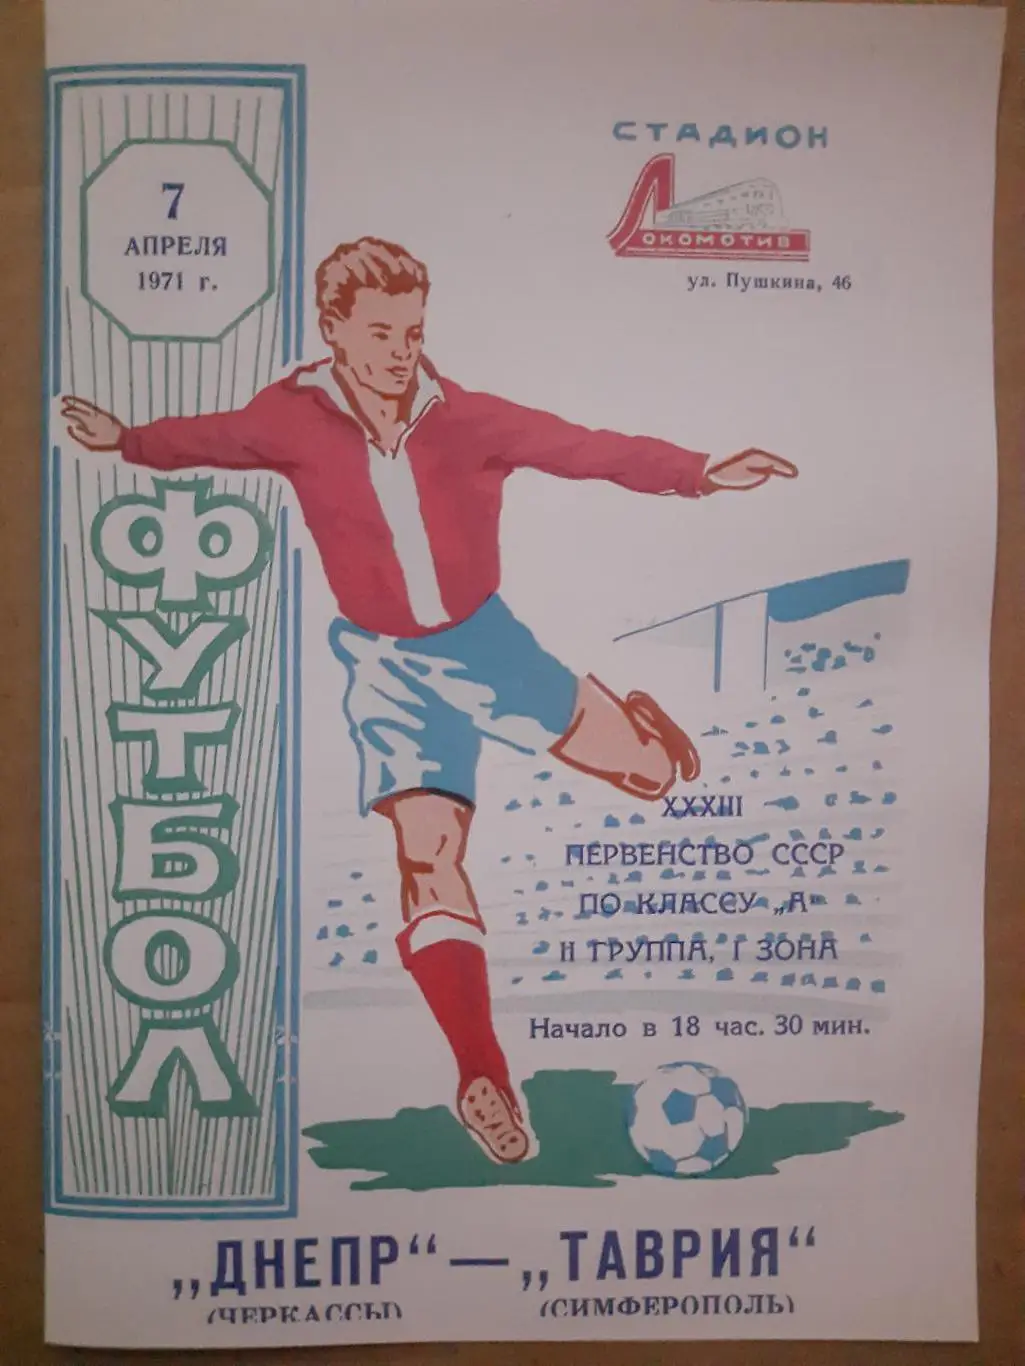 7
АПРЕЛЯ
1971 г.
СТАДИОН
ЛОКОМОТИВ
ул. Пушкина, 46
ФУТБОЛ
XXXIII
ПЕРВЕНСТВО СССР
ПО КЛАССУ „А“
II ГРУППА, I ЗОНА
Начало в 18 час. 30 мин.
„ДНЕПР“ — „ТАВРИЯ“
(ЧЕРКАССЫ) (СИМФЕРОПОЛЬ)